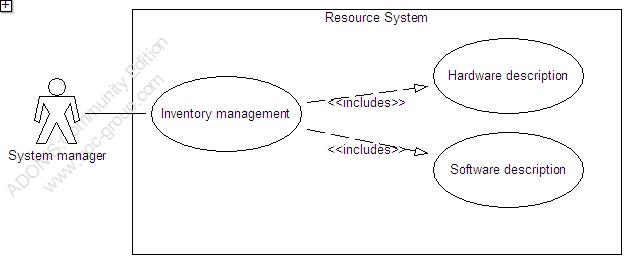 Resource System
Hardware description
<<includes>>
Inventory management
System manager
<<includes>>
Software description
ADONIS:Community Edition
www.boc-group.com